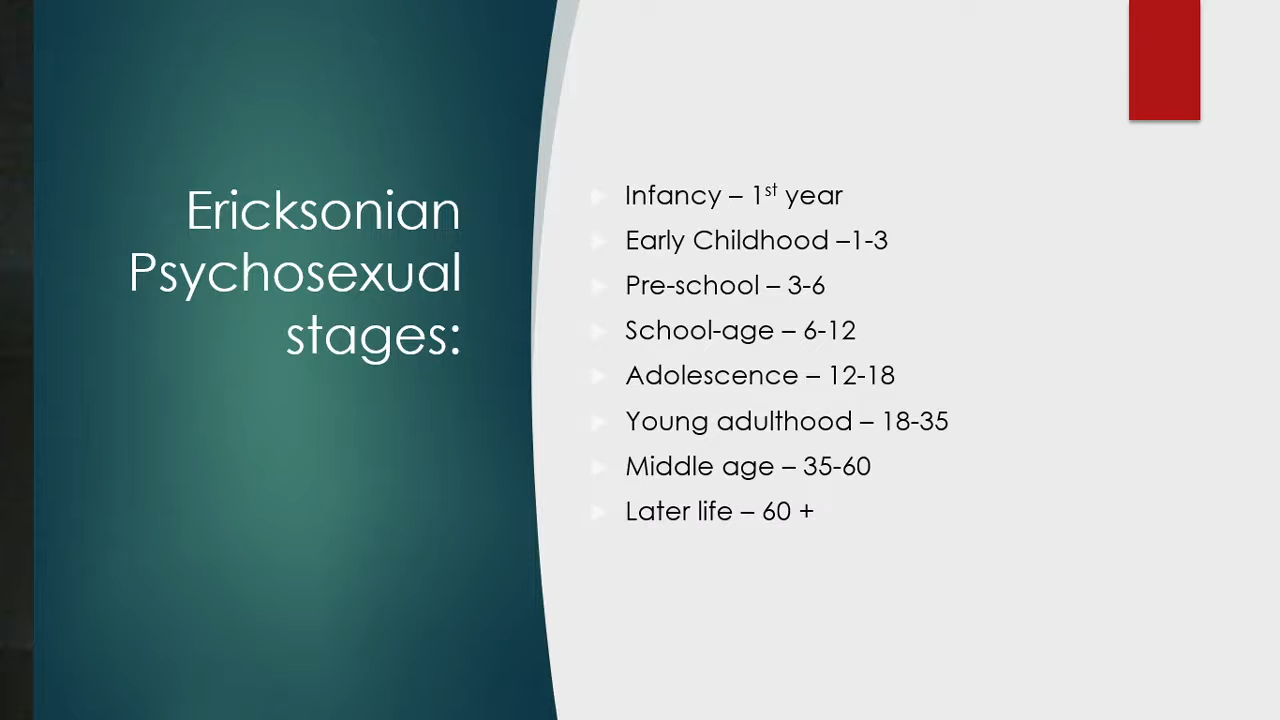 Ericksonian
Psychosexual
stages:
Infancy – 1st year
Early Childhood –1-3
Pre-school – 3-6
School-age – 6-12
Adolescence – 12-18
Young adulthood – 18-35
Middle age – 35-60
Later life – 60 +